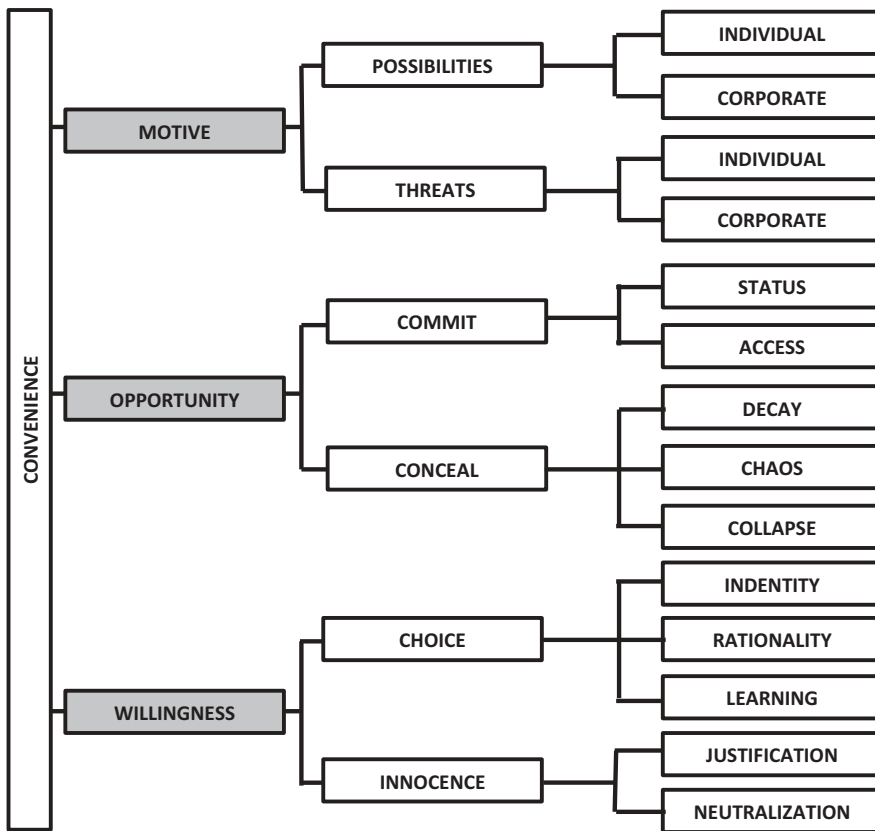 CONVENIENCE
MOTIVE
POSSIBILITIES
INDIVIDUAL
CORPORATE
THREATS
INDIVIDUAL
CORPORATE
OPPORTUNITY
COMMIT
STATUS
ACCESS
CONCEAL
DECAY
CHAOS
COLLAPSE
WILLINGNESS
CHOICE
INDENTITY
RATIONALITY
LEARNING
INNOCENCE
JUSTIFICATION
NEUTRALIZATION